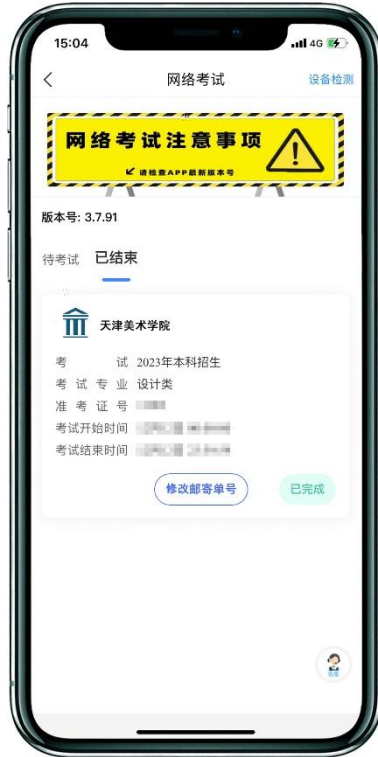 15:04
4G
网络考试
设备检测
网络考试注意事项
请检查APP最新版本号
版本号: 3.7.91
待考试 已结束
天津美术学院
考 试 2023年本科招生
考 试 专 业 设计类
准 考 证 号
考试开始时间
考试结束时间
修改邮寄单号
已完成
客服